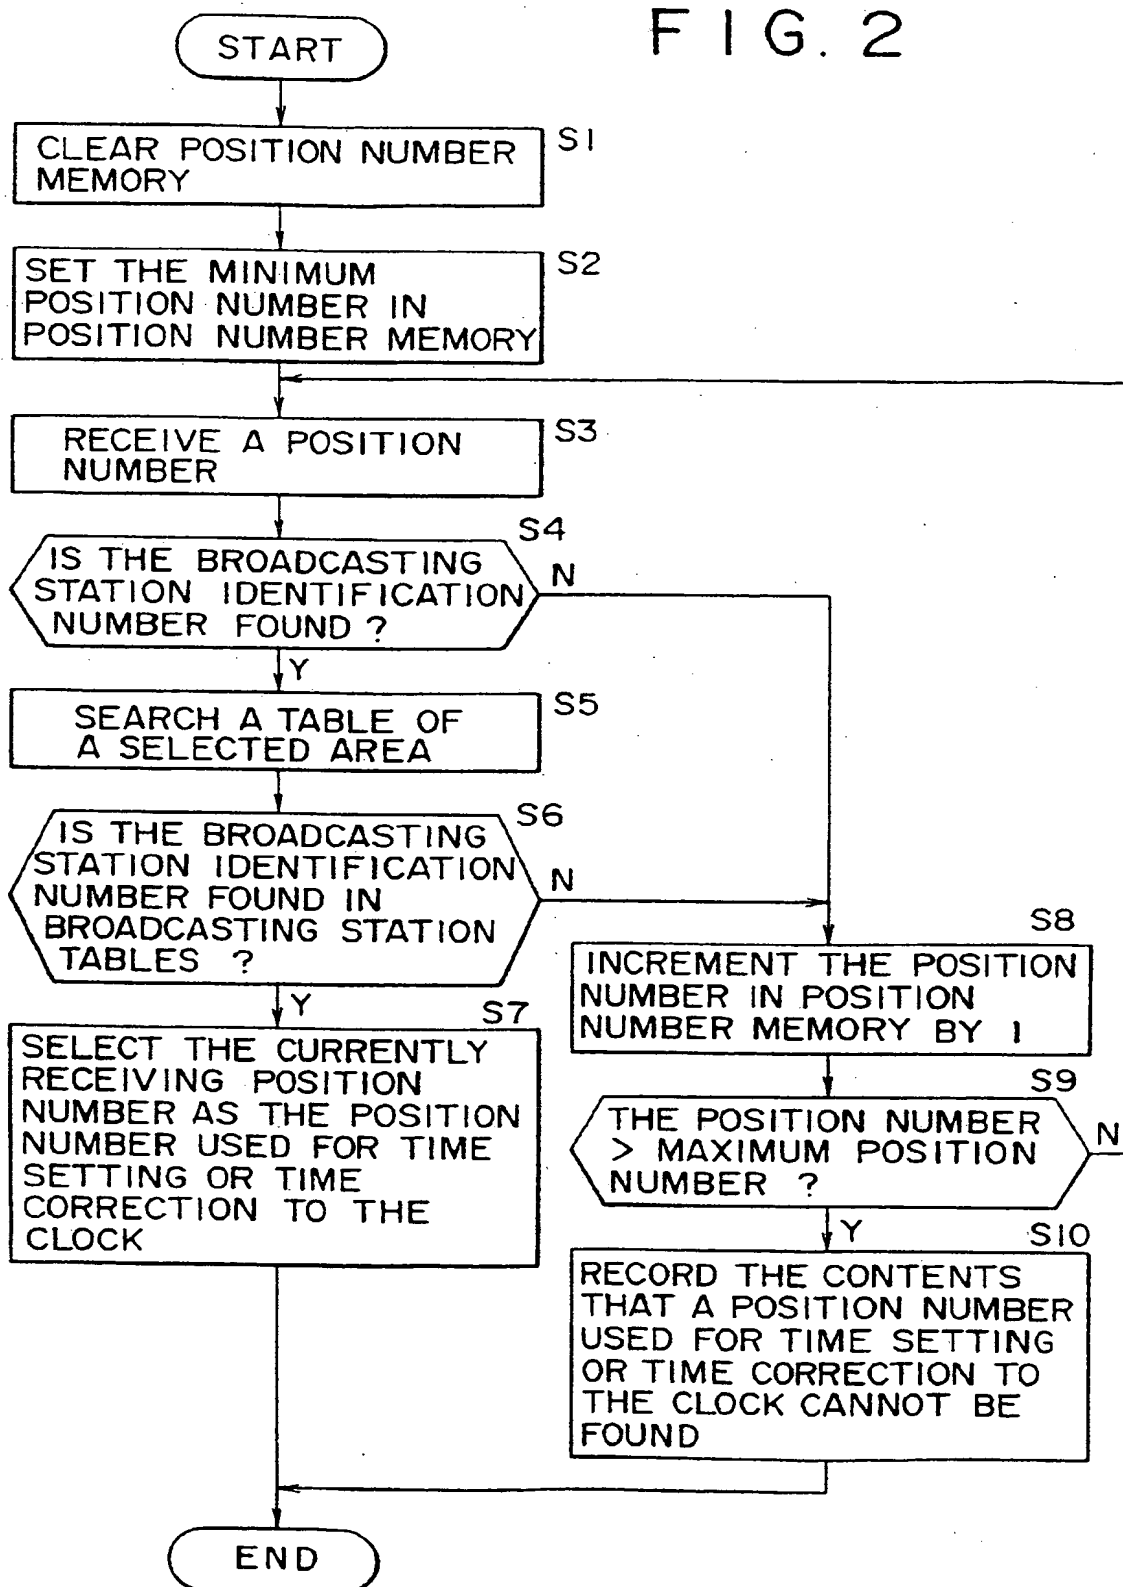 FIG. 2
START
S1
CLEAR POSITION NUMBER
MEMORY
S2
SET THE MINIMUM
POSITION NUMBER IN
POSITION NUMBER MEMORY
S3
RECEIVE A POSITION
NUMBER
S4
IS THE BROADCASTING
STATION IDENTIFICATION
NUMBER FOUND ?
N
Y
S5
SEARCH A TABLE OF
A SELECTED AREA
S6
IS THE BROADCASTING
STATION IDENTIFICATION
NUMBER FOUND IN
BROADCASTING STATION
TABLES ?
N
Y
S7
SELECT THE CURRENTLY
RECEIVING POSITION
NUMBER AS THE POSITION
NUMBER USED FOR TIME
SETTING OR TIME
CORRECTION TO THE
CLOCK
S8
INCREMENT THE POSITION
NUMBER IN POSITION
NUMBER MEMORY BY 1
S9
THE POSITION NUMBER
> MAXIMUM POSITION
NUMBER ?
N
Y
S10
RECORD THE CONTENTS
THAT A POSITION NUMBER
USED FOR TIME SETTING
OR TIME CORRECTION TO
THE CLOCK CANNOT BE
FOUND
END